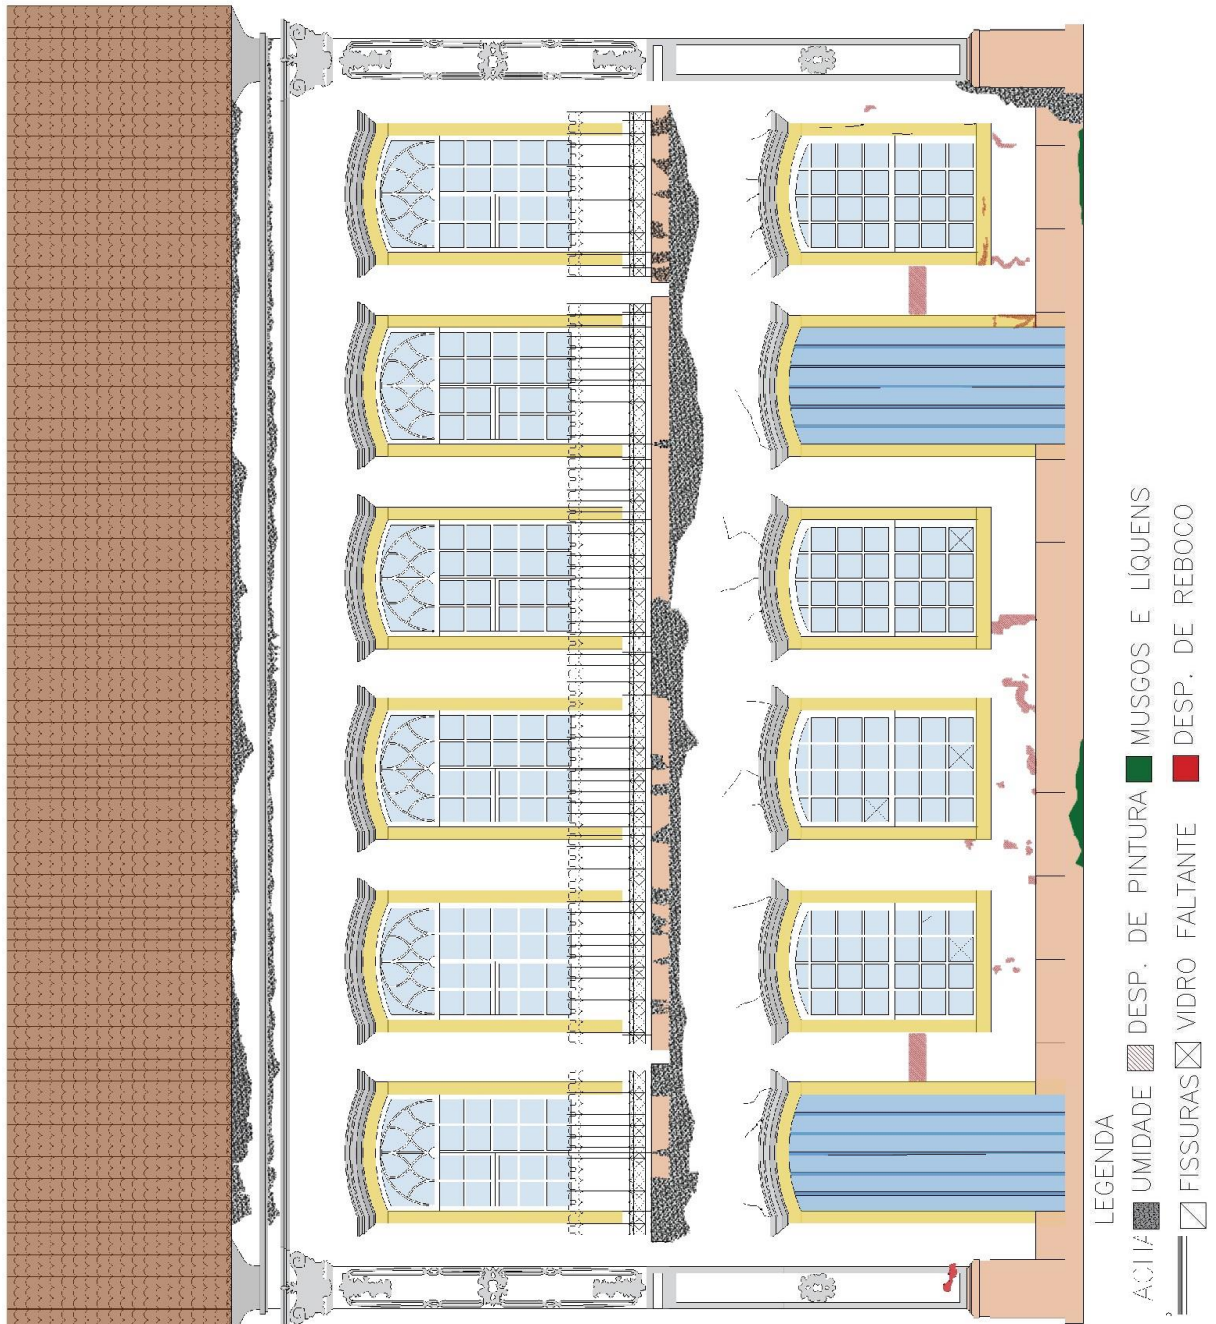 LEGENDA
UMIDADE DESP. DE PINTURA MUSGOS E LÍQUENS
FISSURAS VIDRO FALTANTE DESP. DE REBOCO